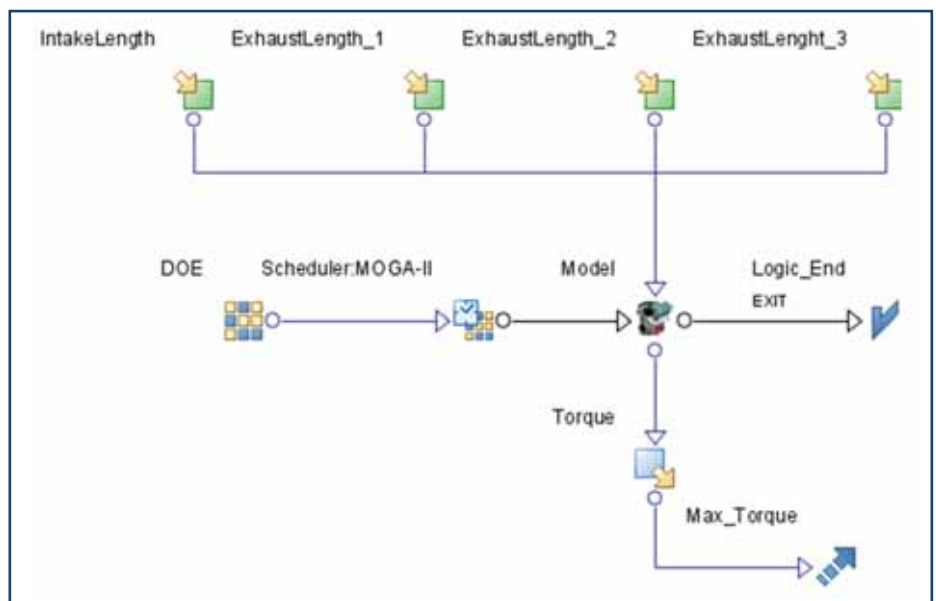 IntakeLength ExhaustLength_1 ExhaustLength_2 ExhaustLenght_3
DOE Scheduler:MOGA-II Model Logic_End
EXIT
Torque
Max_Torque